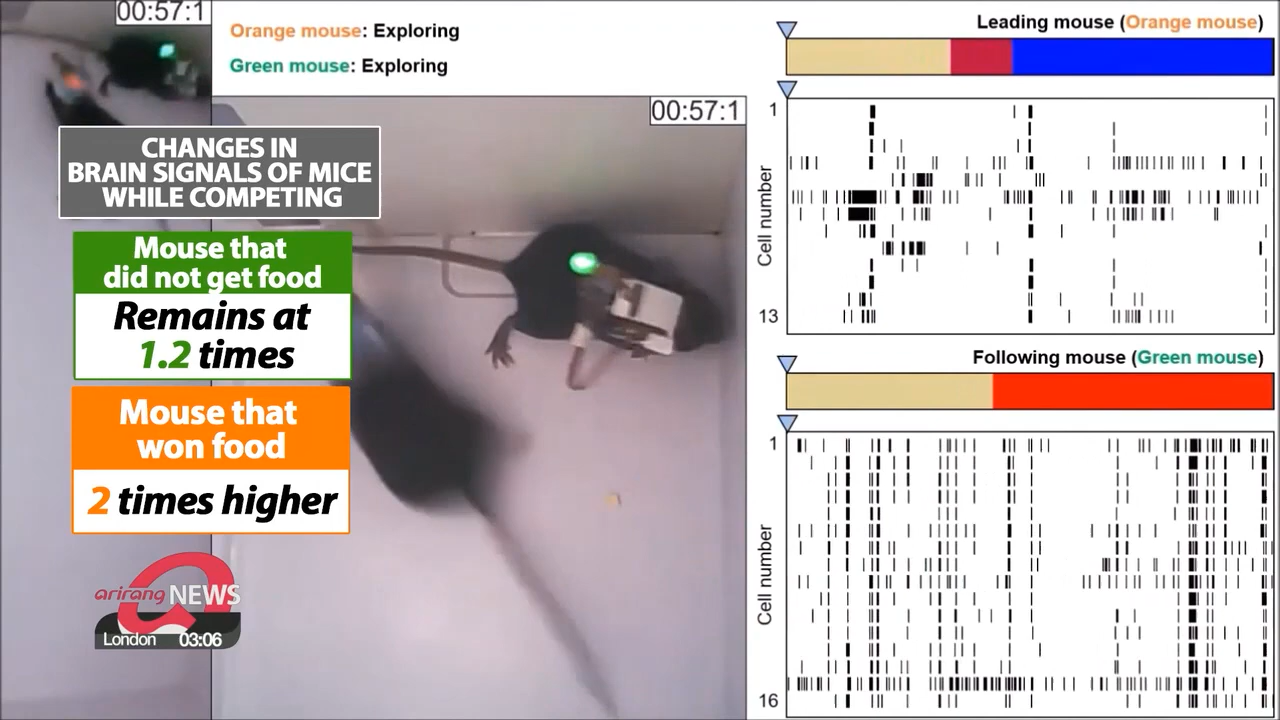 00:57:1
Orange mouse: Exploring
Green mouse: Exploring
00:57:1
CHANGES IN
BRAIN SIGNALS OF MICE
WHILE COMPETING
Mouse that
did not get food
Remains at
1.2 times
Mouse that
won food
2 times higher
arirang NEWS
London 03:06
Leading mouse (Orange mouse)
1
Cell number
13
Following mouse (Green mouse)
1
Cell number
16